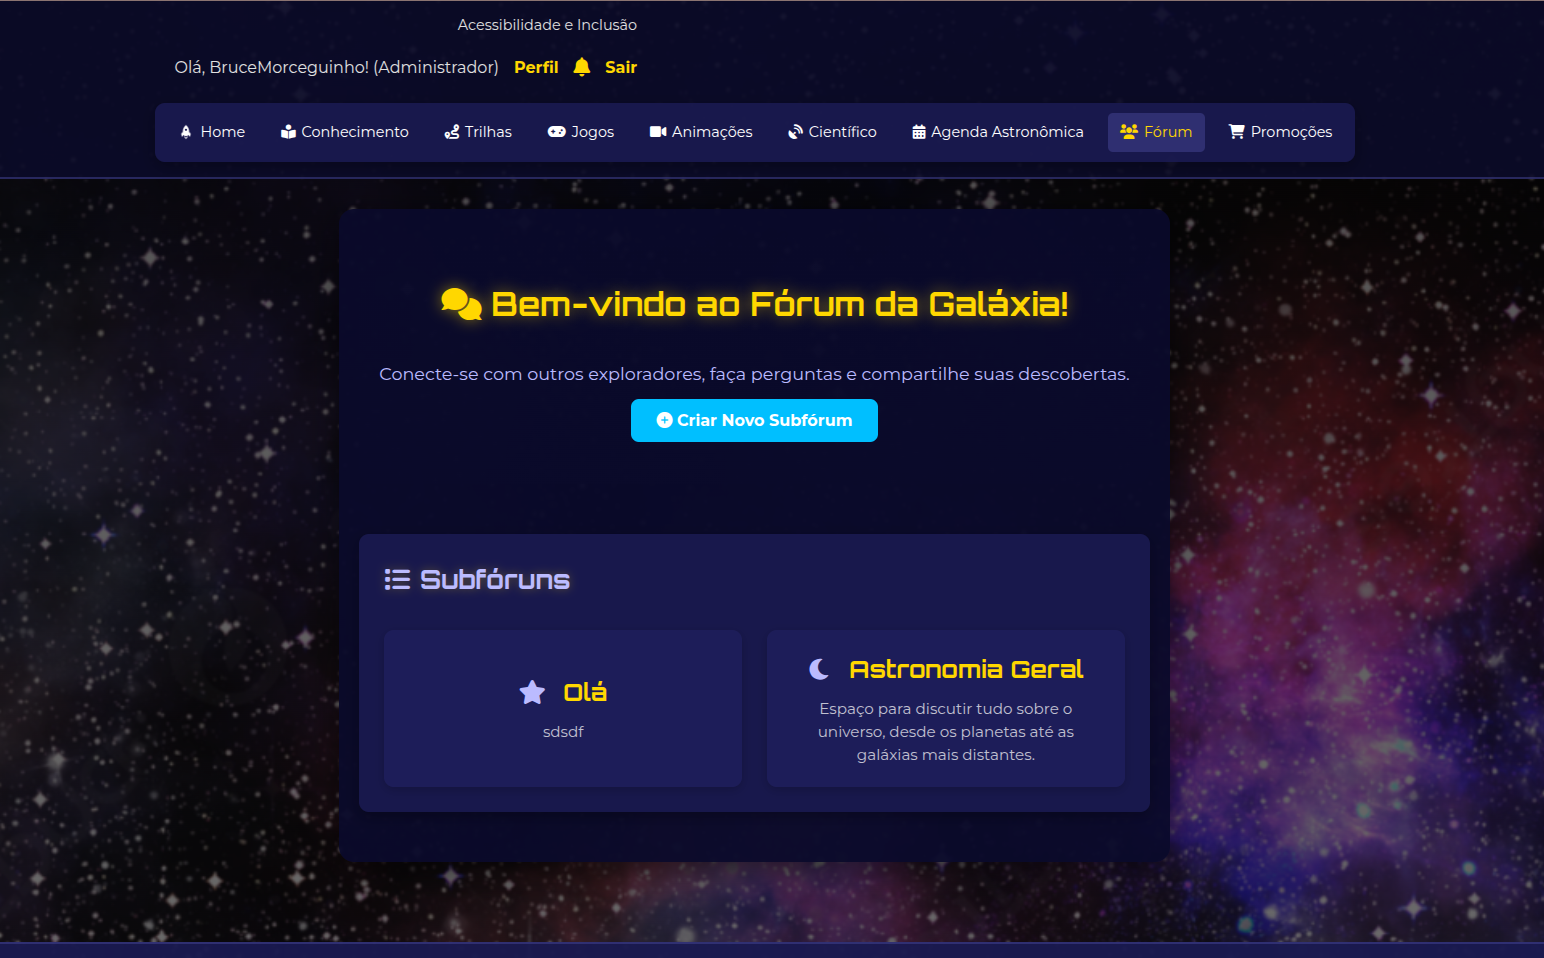 Acessibilidade e Inclusão
Olá, BruceMorceguinho! (Administrador) Perfil Sair
Home Conhecimento Trilhas Jogos Animações Científico Agenda Astronômica Fórum Promoções
Bem-vindo ao Fórum da Galáxia!
Conecte-se com outros exploradores, faça perguntas e compartilhe suas descobertas.
Criar Novo Subfórum
Subfóruns
Olá
sdsdf
Astronomia Geral
Espaço para discutir tudo sobre o
universo, desde os planetas até as
galáxias mais distantes.